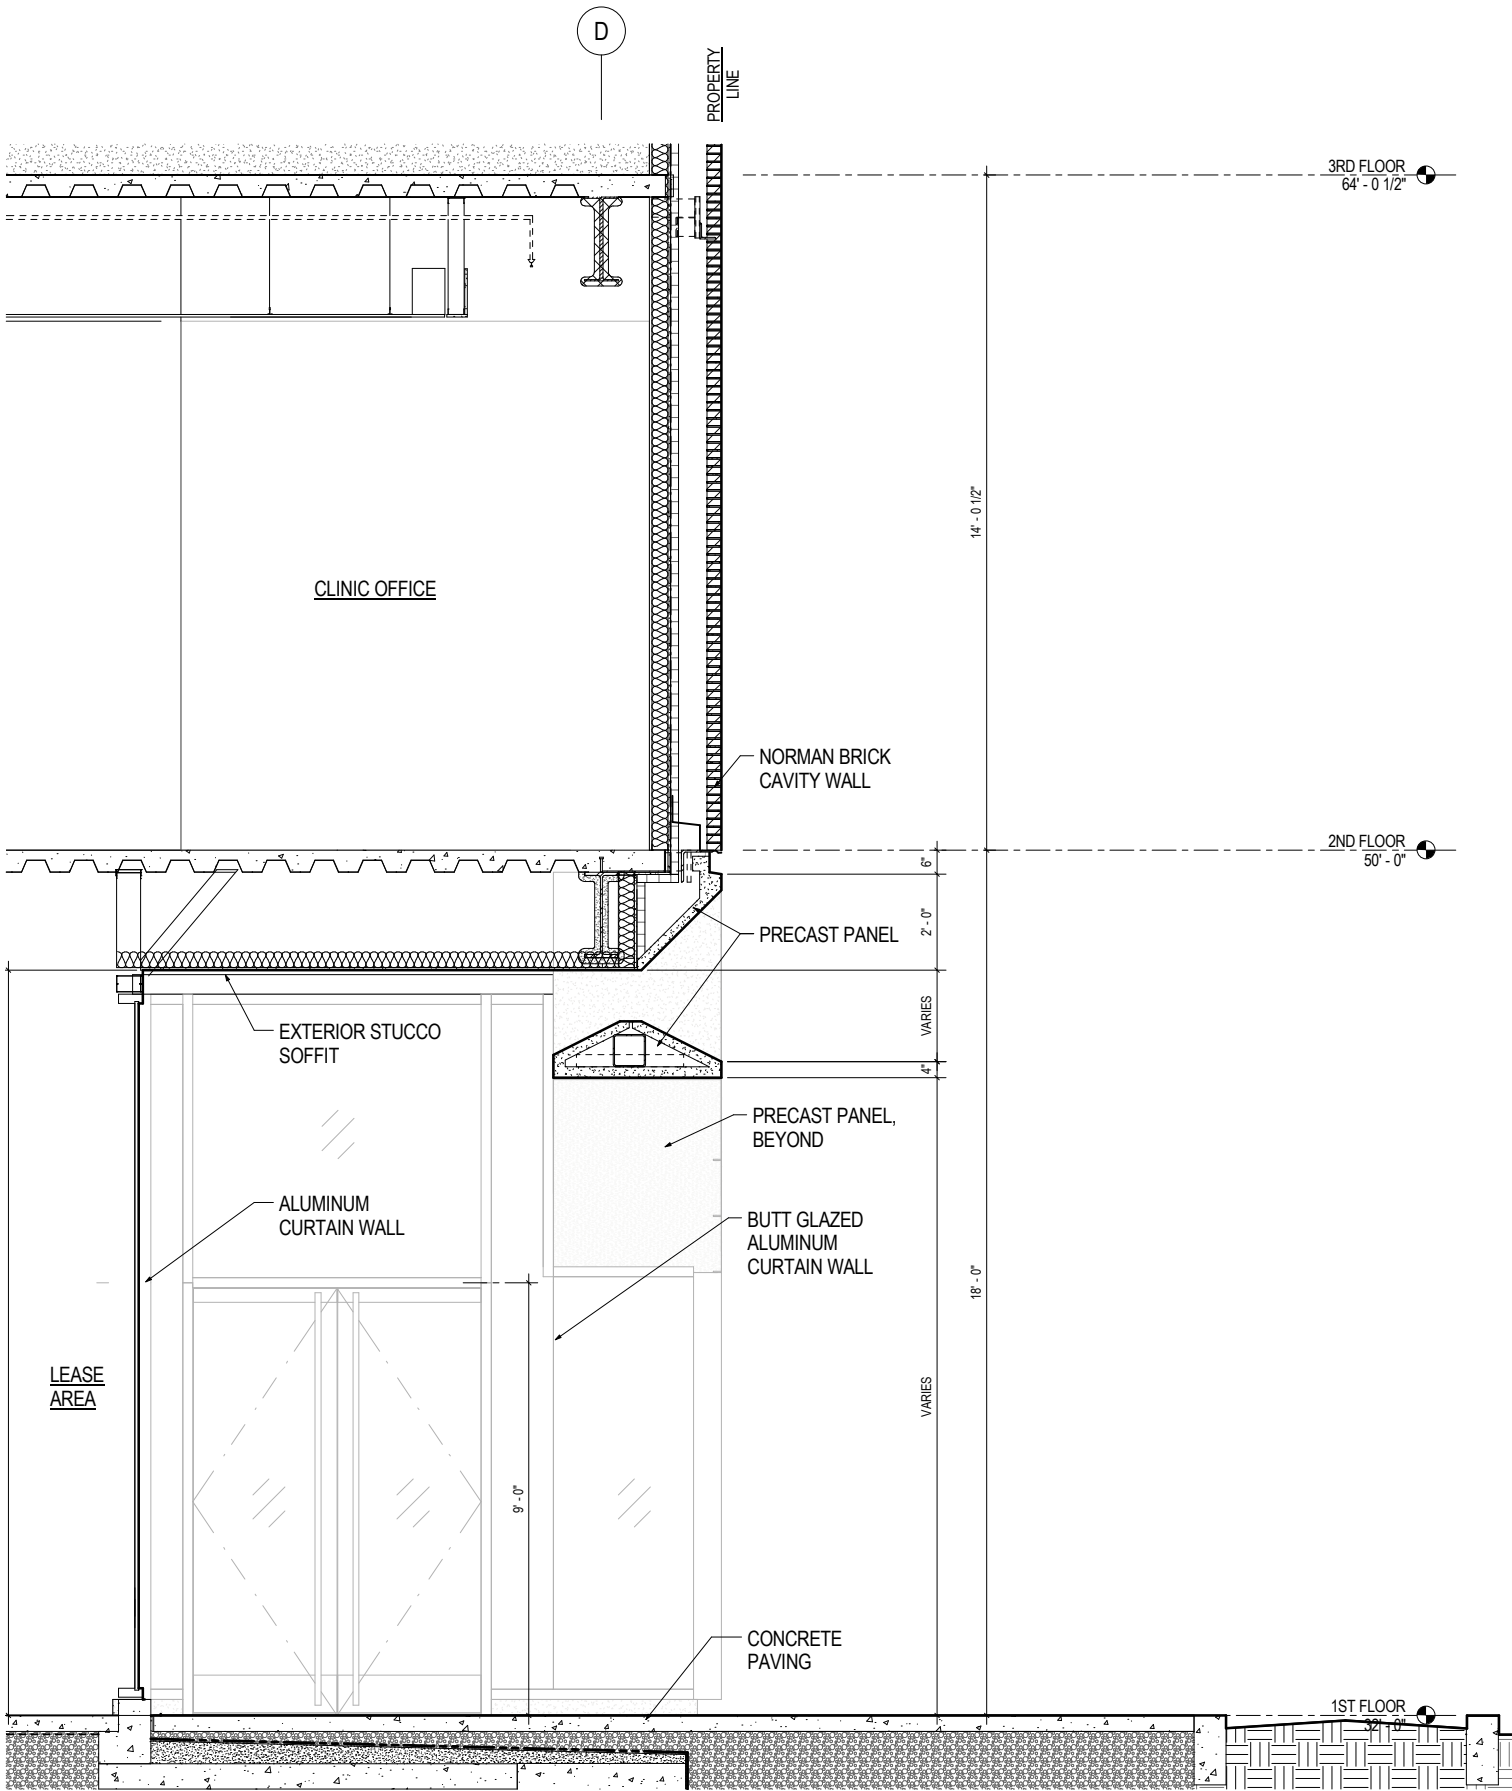 D
PROPERTY
LINE
3RD FLOOR
64' - 0 1/2"
14' - 0 1/2"
CLINIC OFFICE
NORMAN BRICK
CAVITY WALL
2ND FLOOR
50' - 0"
6"
2' - 0"
PRECAST PANEL
VARIES
EXTERIOR STUCCO
SOFFIT
4"
PRECAST PANEL,
BEYOND
ALUMINUM
CURTAIN WALL
BUTT GLAZED
ALUMINUM
CURTAIN WALL
18' - 0"
LEASE
AREA
VARIES
9' - 0"
CONCRETE
PAVING
1ST FLOOR
32' - 0"